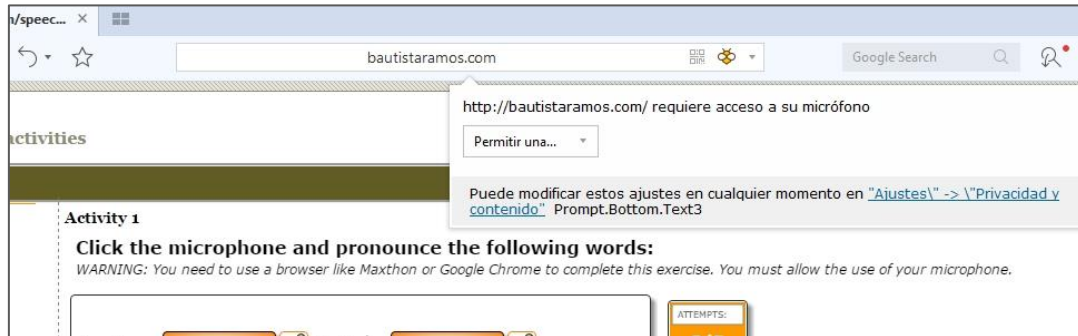 n/speec...
bautistaramos.com
Google Search
http://bautistaramos.com/ requiere acceso a su micrófono
activities
Permitir una...
Puede modificar estos ajustes en cualquier momento en "Ajustes\" -> \"Privacidad y
contenido" Prompt.Bottom.Text3
Activity 1
Click the microphone and pronounce the following words:
WARNING: You need to use a browser like Maxthon or Google Chrome to complete this exercise. You must allow the use of your microphone.
ATTEMPTS: